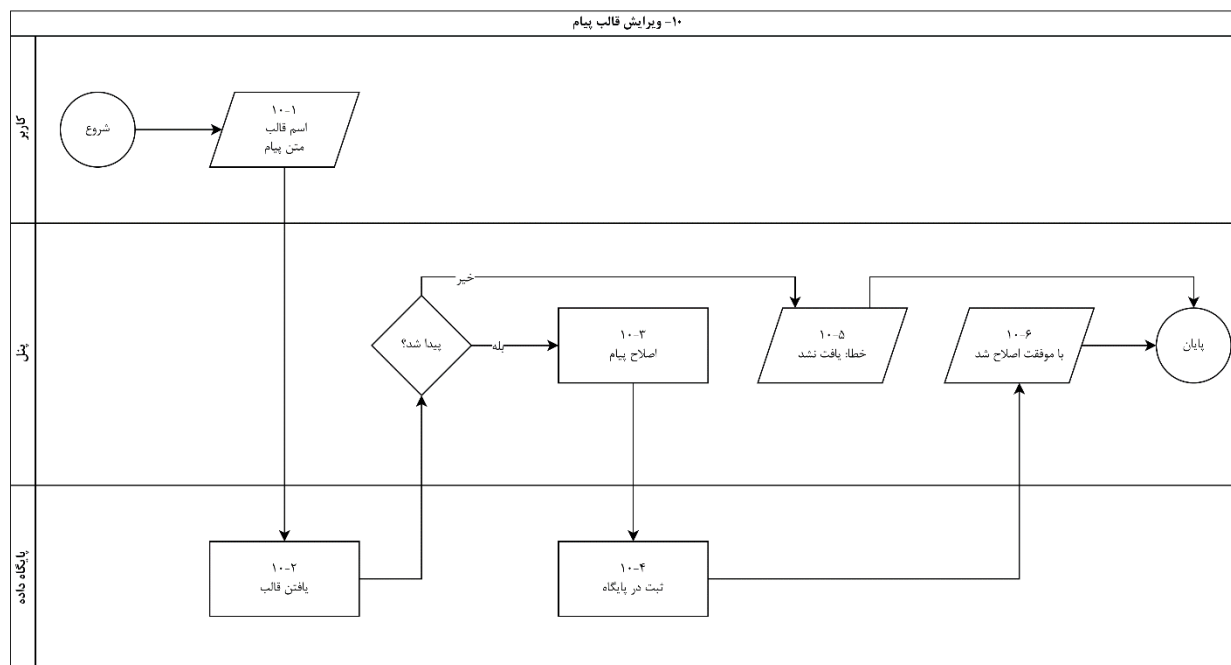 ۱۰- ویرایش قالب پیام
کاربر
شروع
۱۰-۱
اسم قالب
متن پیام
پنل
پیدا شد؟
خیر
بله
۱۰-۳
اصلاح پیام
۱۰-۵
خطا: یافت نشد
۱۰-۶
با موفقت اصلاح شد
پایان
پایگاه داده
۱۰-۲
یافتن قالب
۱۰-۴
ثبت در پایگاه